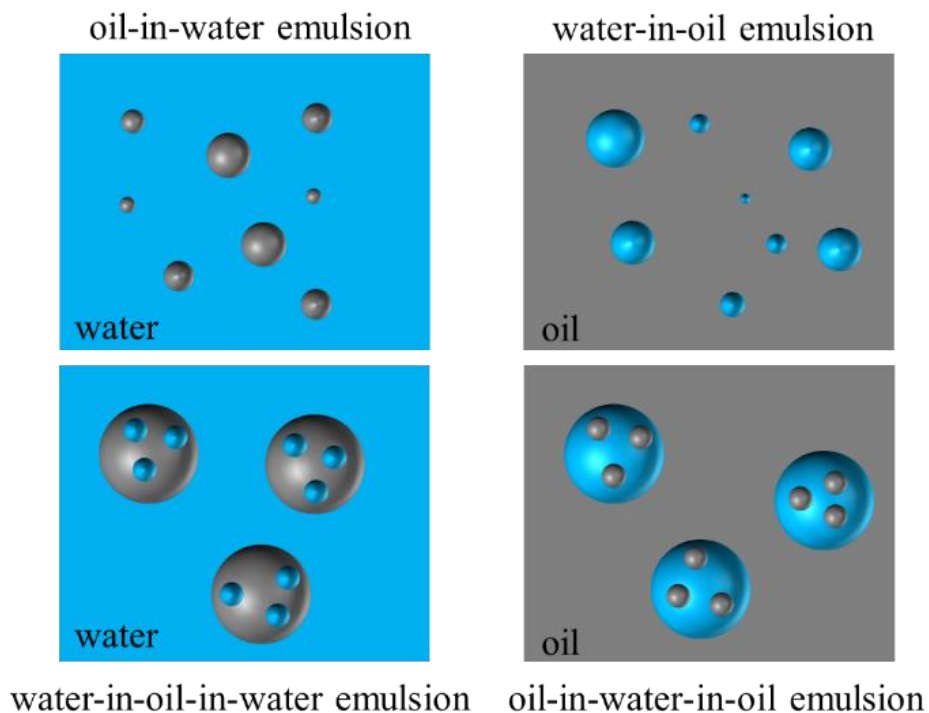 oil-in-water emulsion
water-in-oil emulsion
water
oil
water
oil
water-in-oil-in-water emulsion
oil-in-water-in-oil emulsion